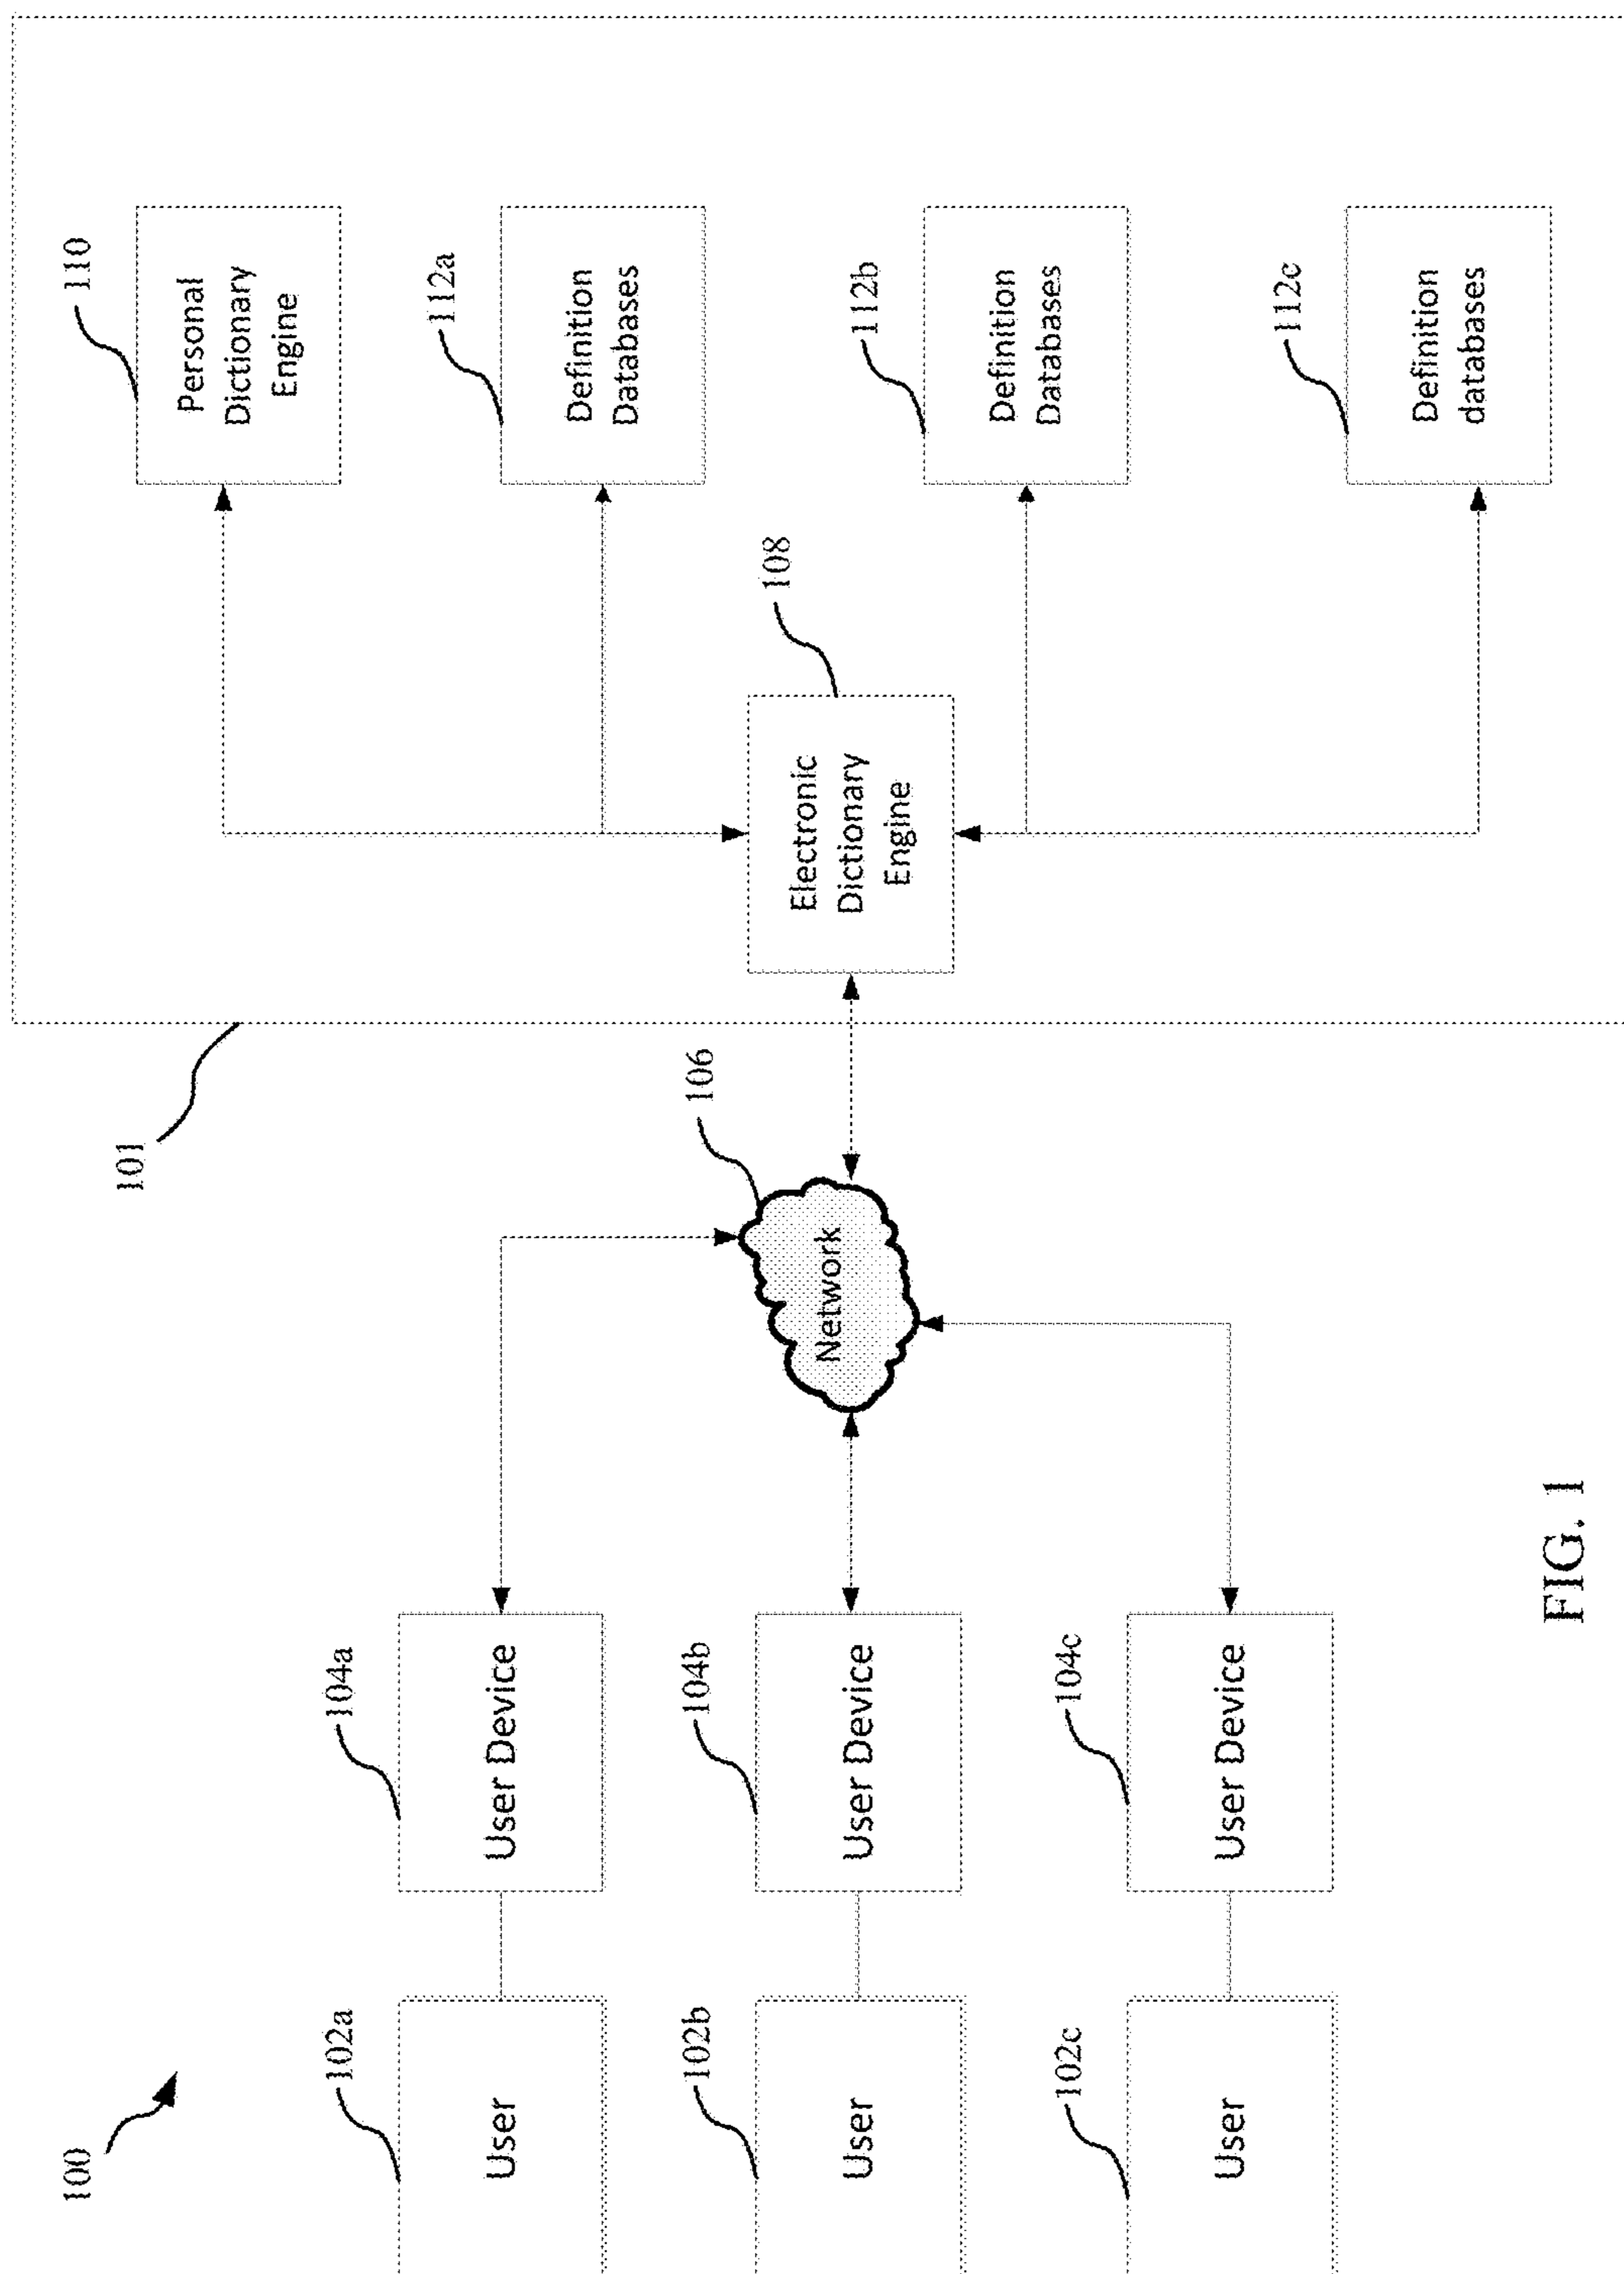 100
102a
User
102b
User
102c
User
104a
User Device
104b
User Device
104c
User Device
106
Network
101
108
Electronic
Dictionary
Engine
110
Personal
Dictionary
Engine
112a
Definition
Databases
112b
Definition
Databases
112c
Definition
databases
FIG. 1